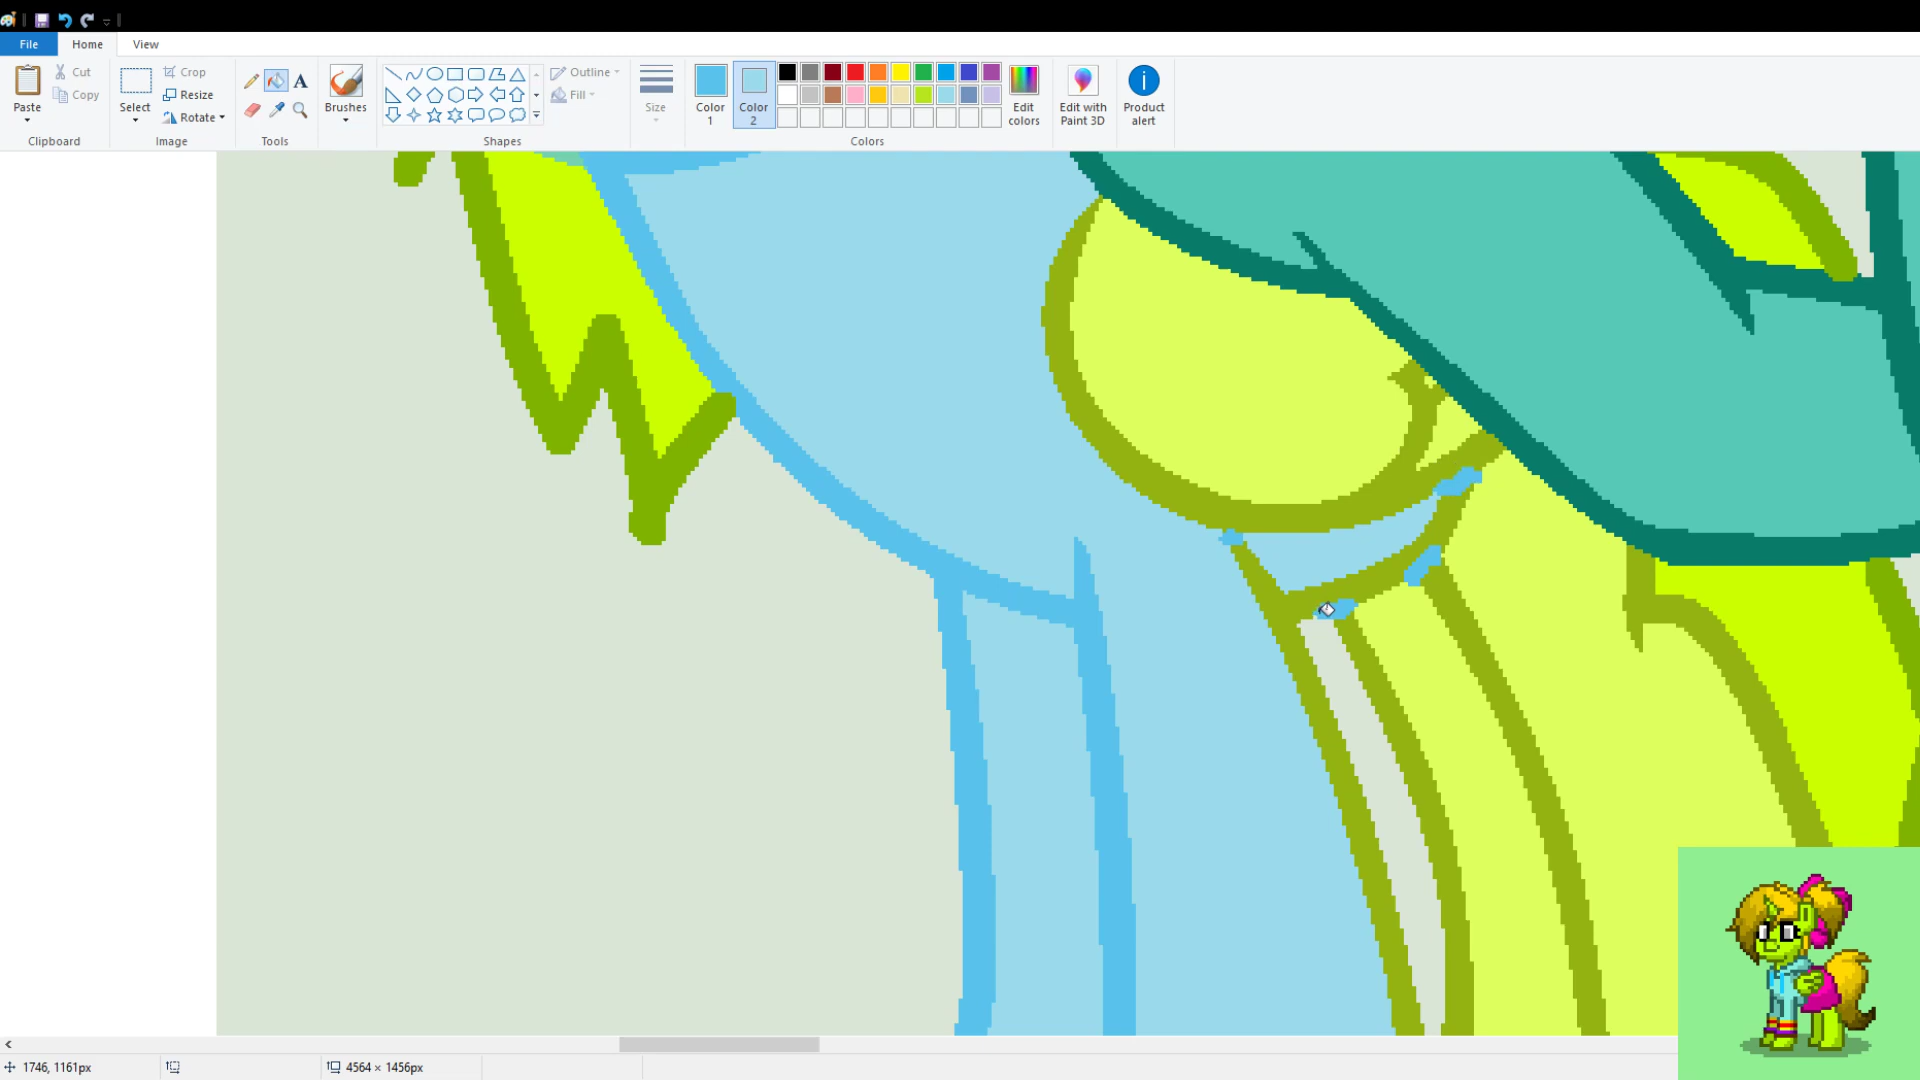 File Home View
Paste
Cut
Copy
Clipboard
Select
Crop
Resize
Rotate
Image
A
Tools
Brushes
Outline
Fill
Shapes
Size
Color 1
Color 2
Edit colors
Colors
Edit with Paint 3D
Product alert
1746, 1161px
4564 × 1456px